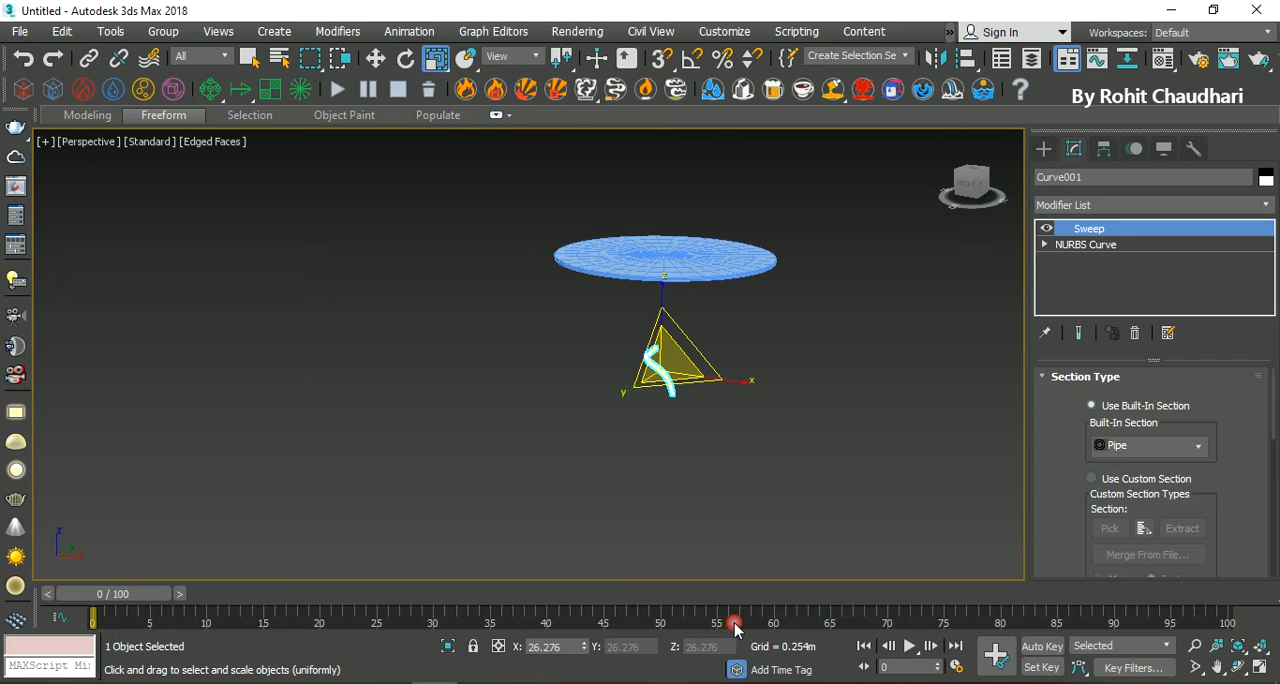 Untitled - Autodesk 3ds Max 2018
File Edit Tools Group Views Create Modifiers Animation Graph Editors Rendering Civil View Customize Scripting Content » Sign In Workspaces: Default
All View Create Selection Se
By Rohit Chaudhari
Modeling Freeform Selection Object Paint Populate
[+] [Perspective] [Standard] [Edged Faces]
FRONT
z
x
y
z
Curve001
Modifier List
Sweep
NURBS Curve
Section Type
Use Built-In Section
Built-In Section
Pipe
Use Custom Section
Custom Section Types
Section:
Pick Extract
Merge From File...
< 0 / 100 >
0 5 10 15 20 25 30 35 40 45 50 55 60 65 70 75 80 85 90 95 100
1 Object Selected X: 26.276 Y: 26.276 Z: 26.276 Grid = 0.254m Auto Key Selected
MAXScript Mi: Click and drag to select and scale objects (uniformly) Add Time Tag 0 Set Key Key Filters...